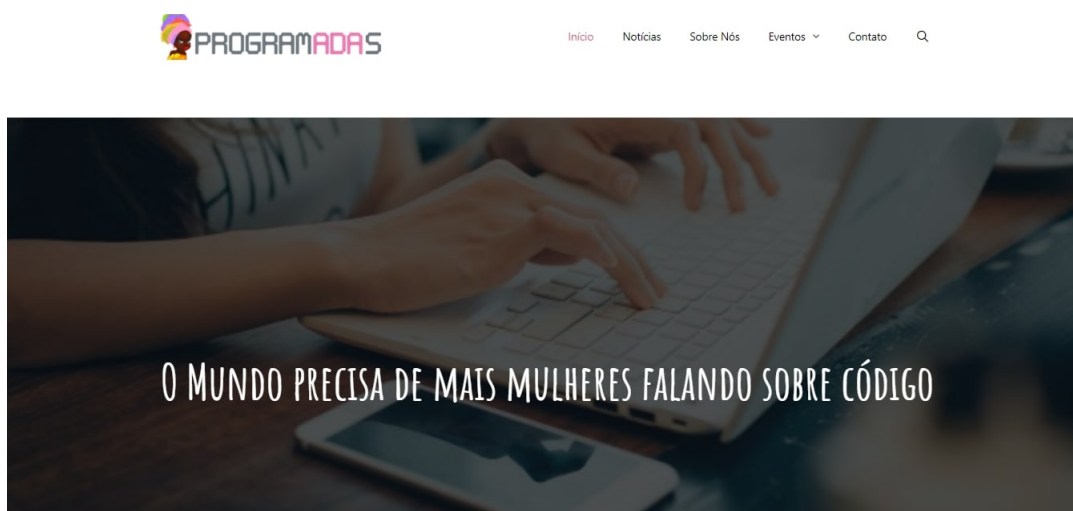 PROGRAMADAS
Início Notícias Sobre Nós Eventos Contato
O Mundo precisa de mais mulheres falando sobre código